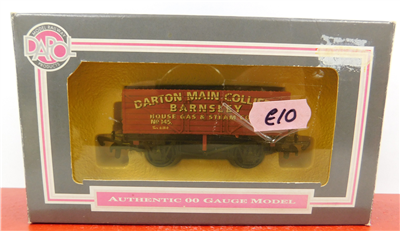 DAPOL
DARTON MAIN COLLIE
BARNSLEY
HOUSE GAS & STEAM
Nº 145
£10
AUTHENTIC 00 GAUGE MODEL